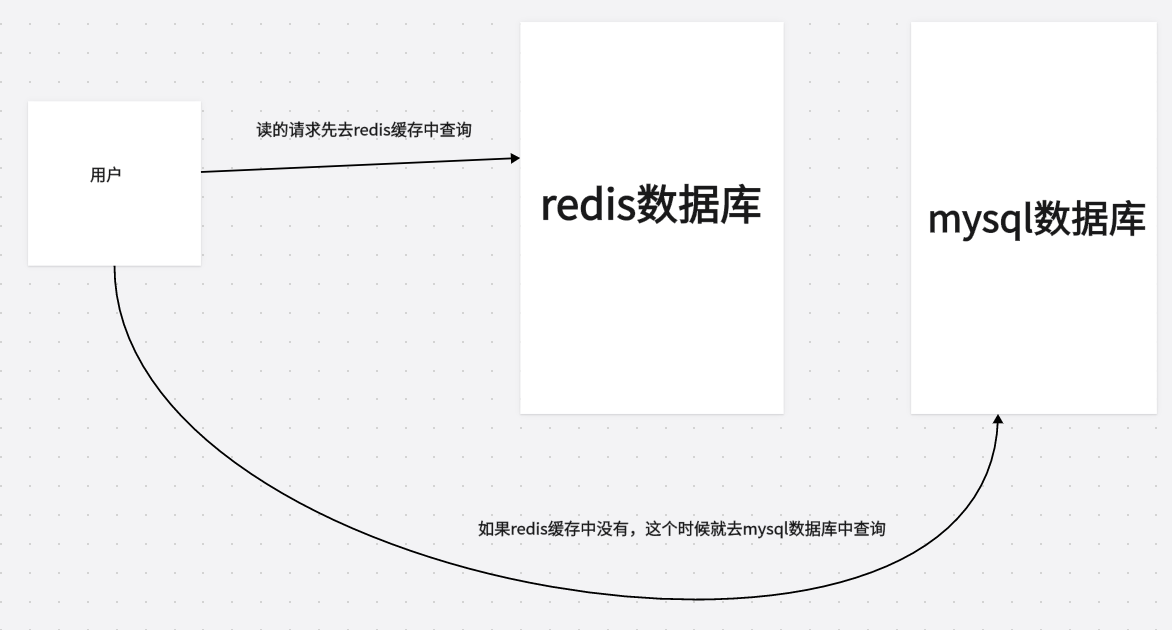 读的请求先去redis缓存中查询
用户
redis数据库
mysql数据库
如果redis缓存中没有，这个时候就去mysql数据库中查询